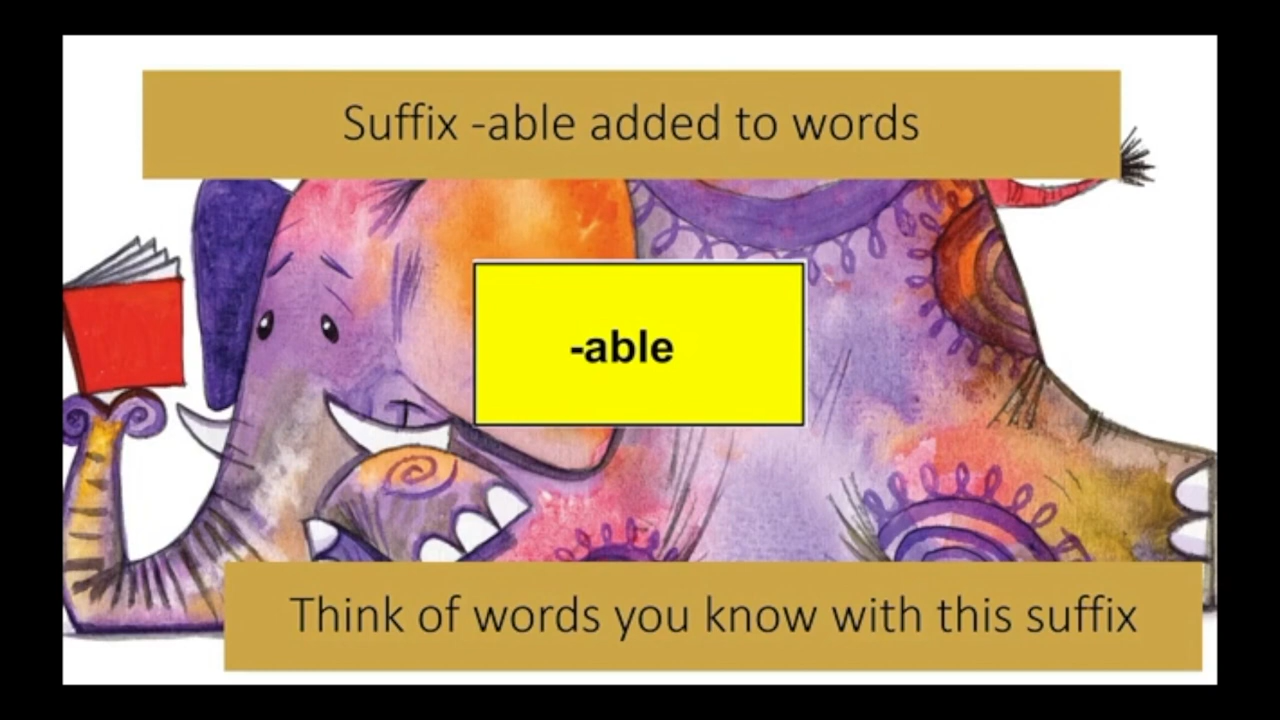 Suffix -able added to words
-able
Think of words you know with this suffix